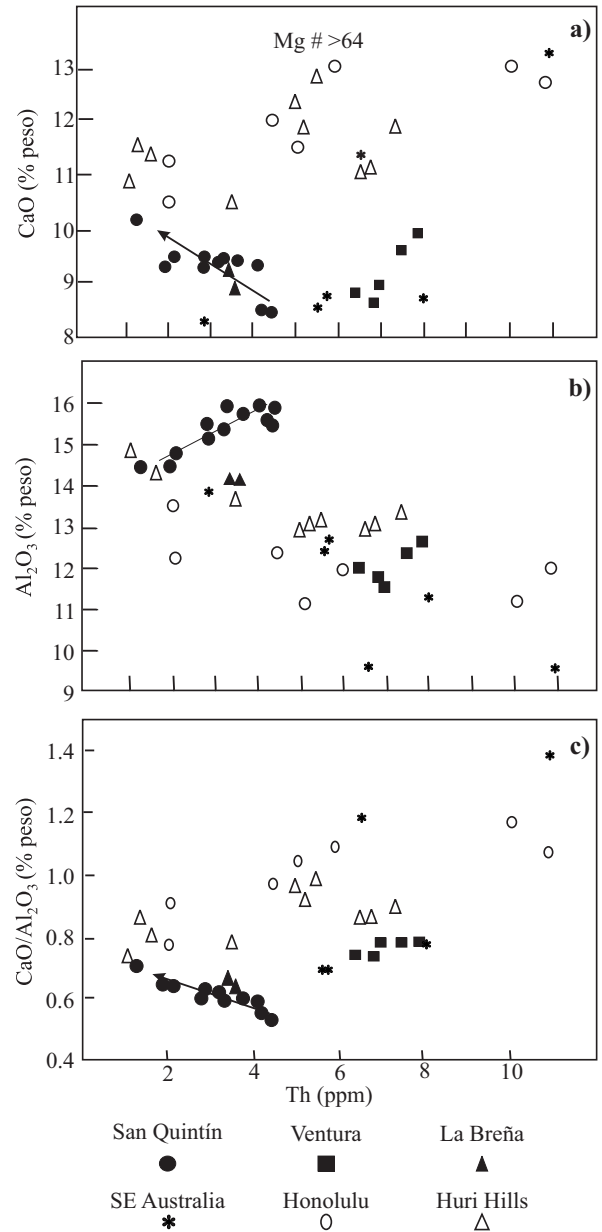 Mg # >64
a)
13
12
11
10
9
8
CaO (% peso)
b)
16
15
14
13
12
11
10
9
Al₂O₃ (% peso)
c)
1.4
1.2
1.0
0.8
0.6
0.4
CaO/Al₂O₃ (% peso)
2 4 6 8 10
Th (ppm)
San Quintín Ventura La Breña
SE Australia Honolulu Huri Hills